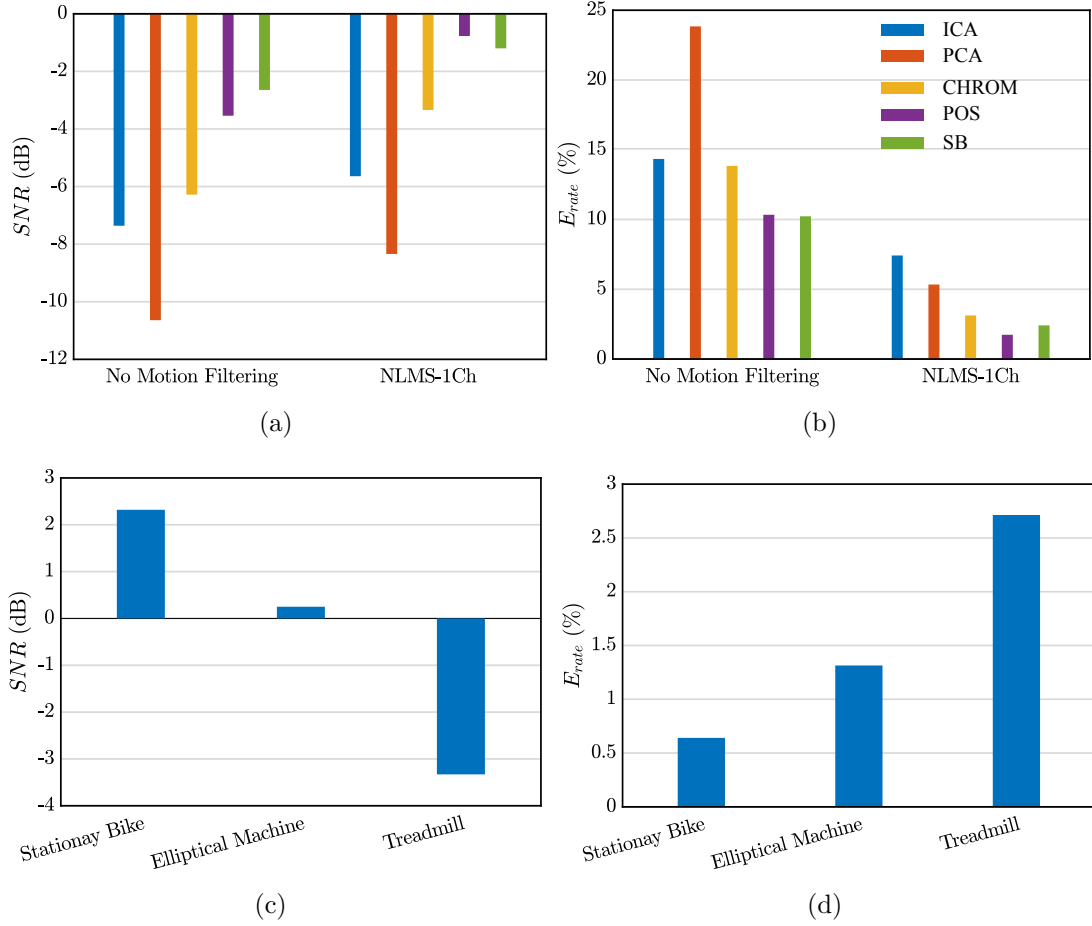 0
-2
-4
-6
-8
-10
-12
SNR (dB)
No Motion Filtering NLMS-1Ch
(a)
25
20
15
10
5
0
E_rate (%)
ICA
PCA
CHROM
POS
SB
No Motion Filtering NLMS-1Ch
(b)
3
2
1
0
-1
-2
-3
-4
SNR (dB)
Stationay Bike Elliptical Machine Treadmill
(c)
3
2.5
2
1.5
1
0.5
0
E_rate (%)
Stationay Bike Elliptical Machine Treadmill
(d)